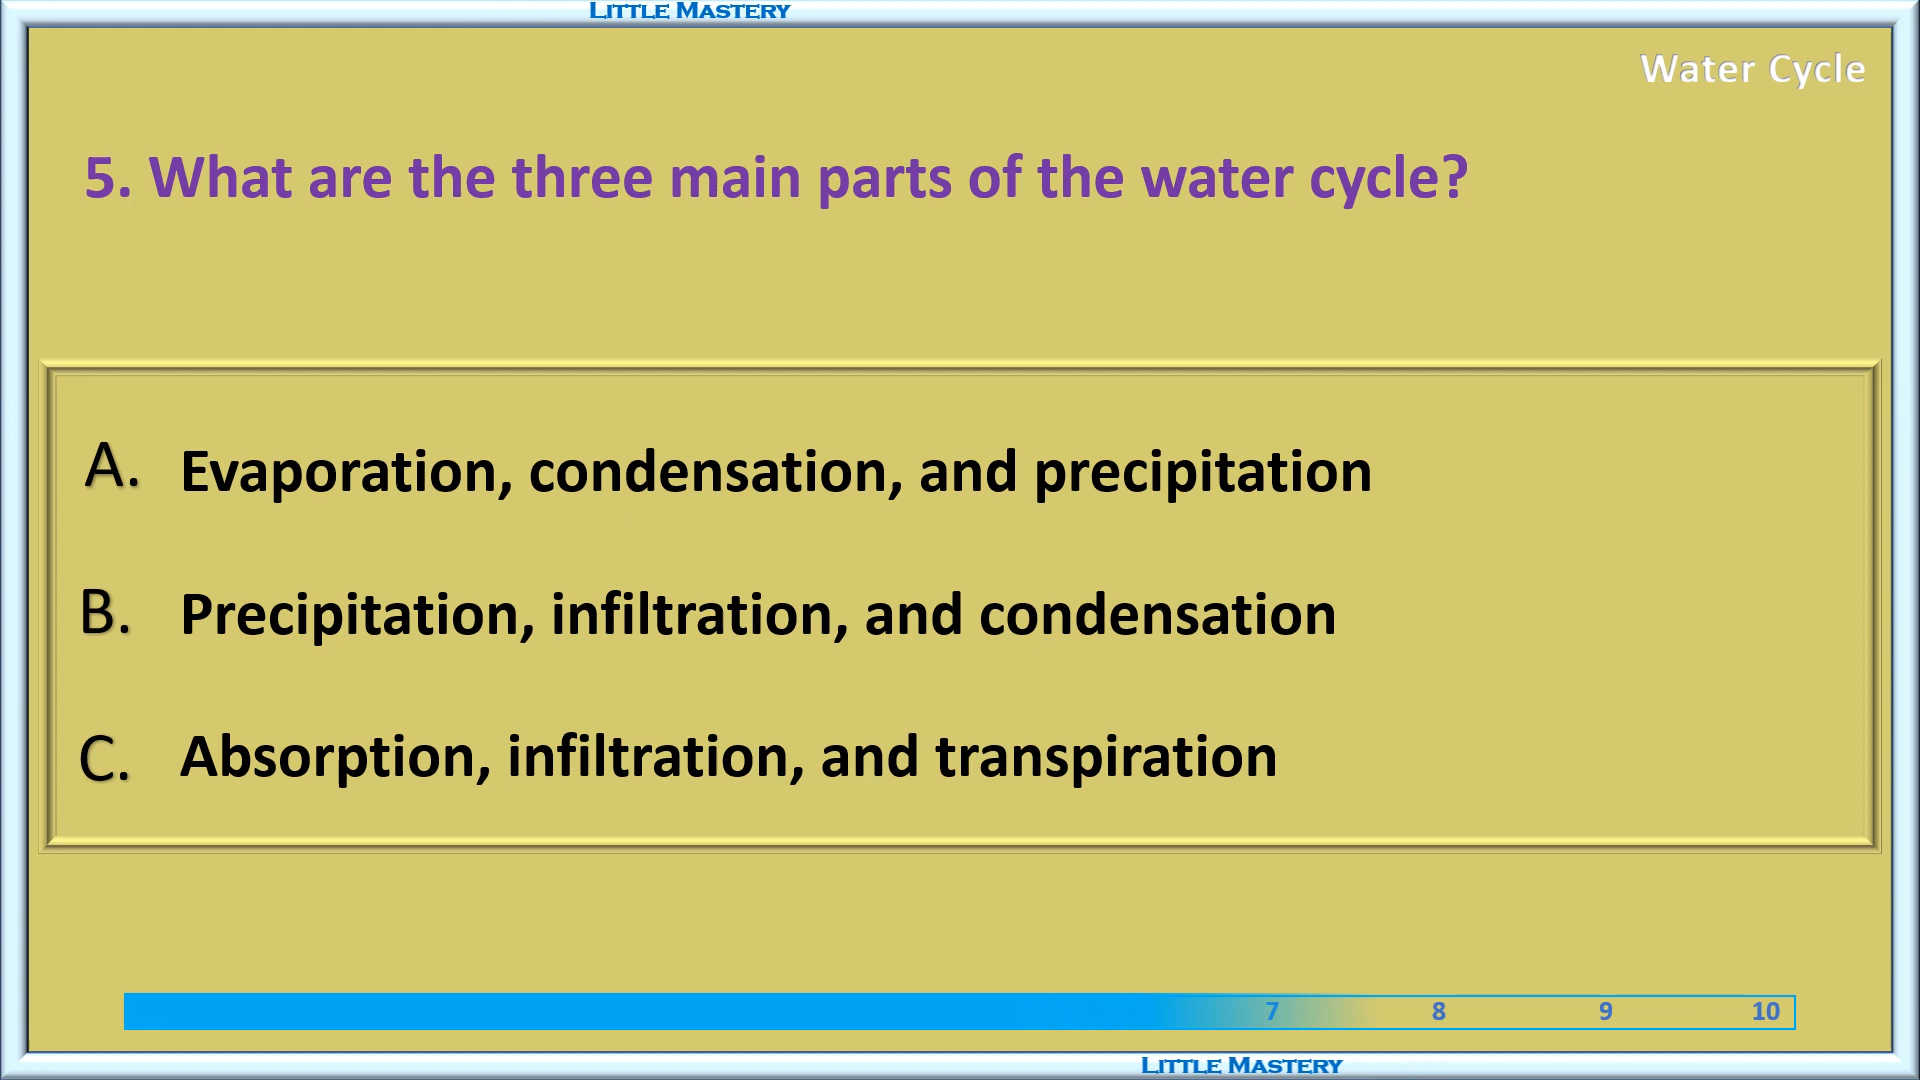 Little Mastery
Water Cycle
5. What are the three main parts of the water cycle?
A. Evaporation, condensation, and precipitation
B. Precipitation, infiltration, and condensation
C. Absorption, infiltration, and transpiration
7 8 9 10
Little Mastery